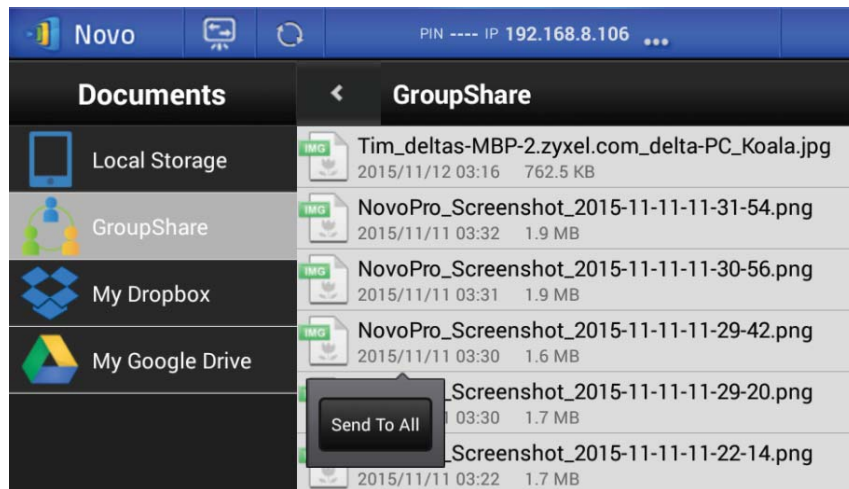 Novo
PIN ---- IP 192.168.8.106 ...
Documents
GroupShare
Local Storage
GroupShare
My Dropbox
My Google Drive
IMG
Tim_deltas-MBP-2.zyxel.com_delta-PC_Koala.jpg
2015/11/12 03:16 762.5 KB
IMG
NovoPro_Screenshot_2015-11-11-11-31-54.png
2015/11/11 03:32 1.9 MB
IMG
NovoPro_Screenshot_2015-11-11-11-30-56.png
2015/11/11 03:31 1.9 MB
IMG
NovoPro_Screenshot_2015-11-11-11-29-42.png
2015/11/11 03:30 1.6 MB
_Screenshot_2015-11-11-11-29-20.png
03:30 1.7 MB
Send To All
_Screenshot_2015-11-11-11-22-14.png
2015/11/11 03:22 1.7 MB